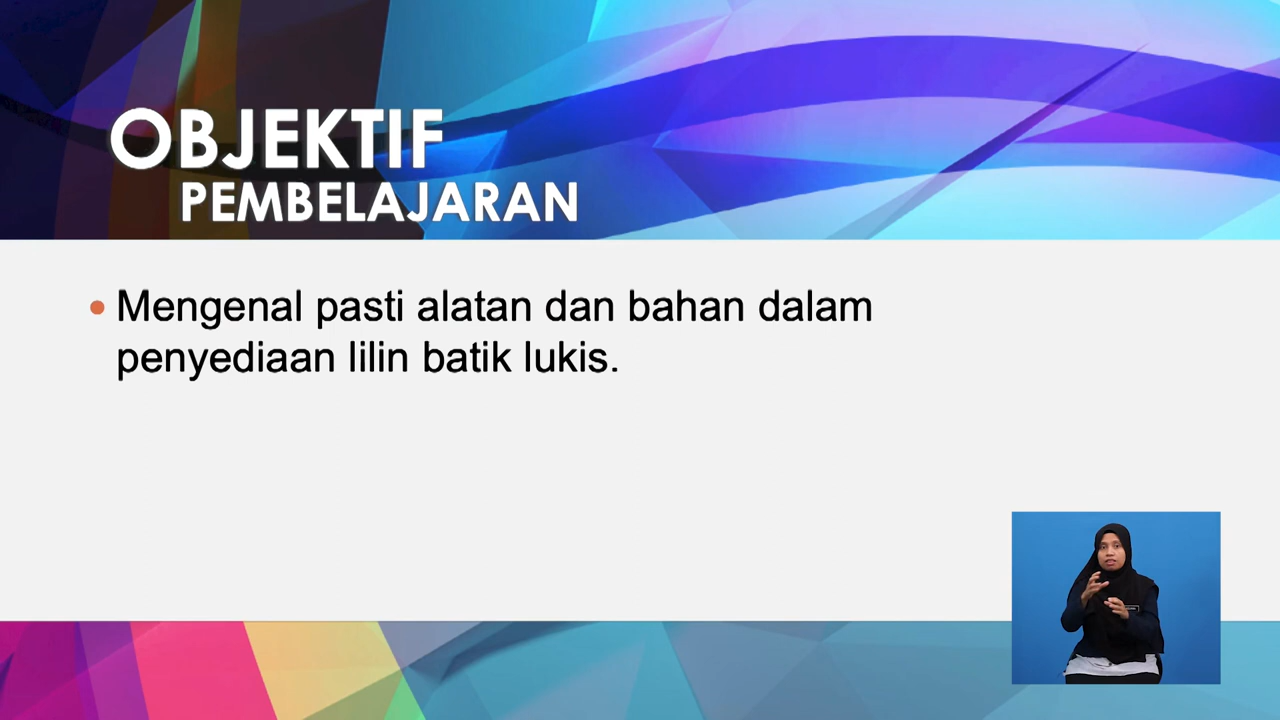 OBJEKTIF
PEMBELAJARAN
• Mengenal pasti alatan dan bahan dalam
penyediaan lilin batik lukis.